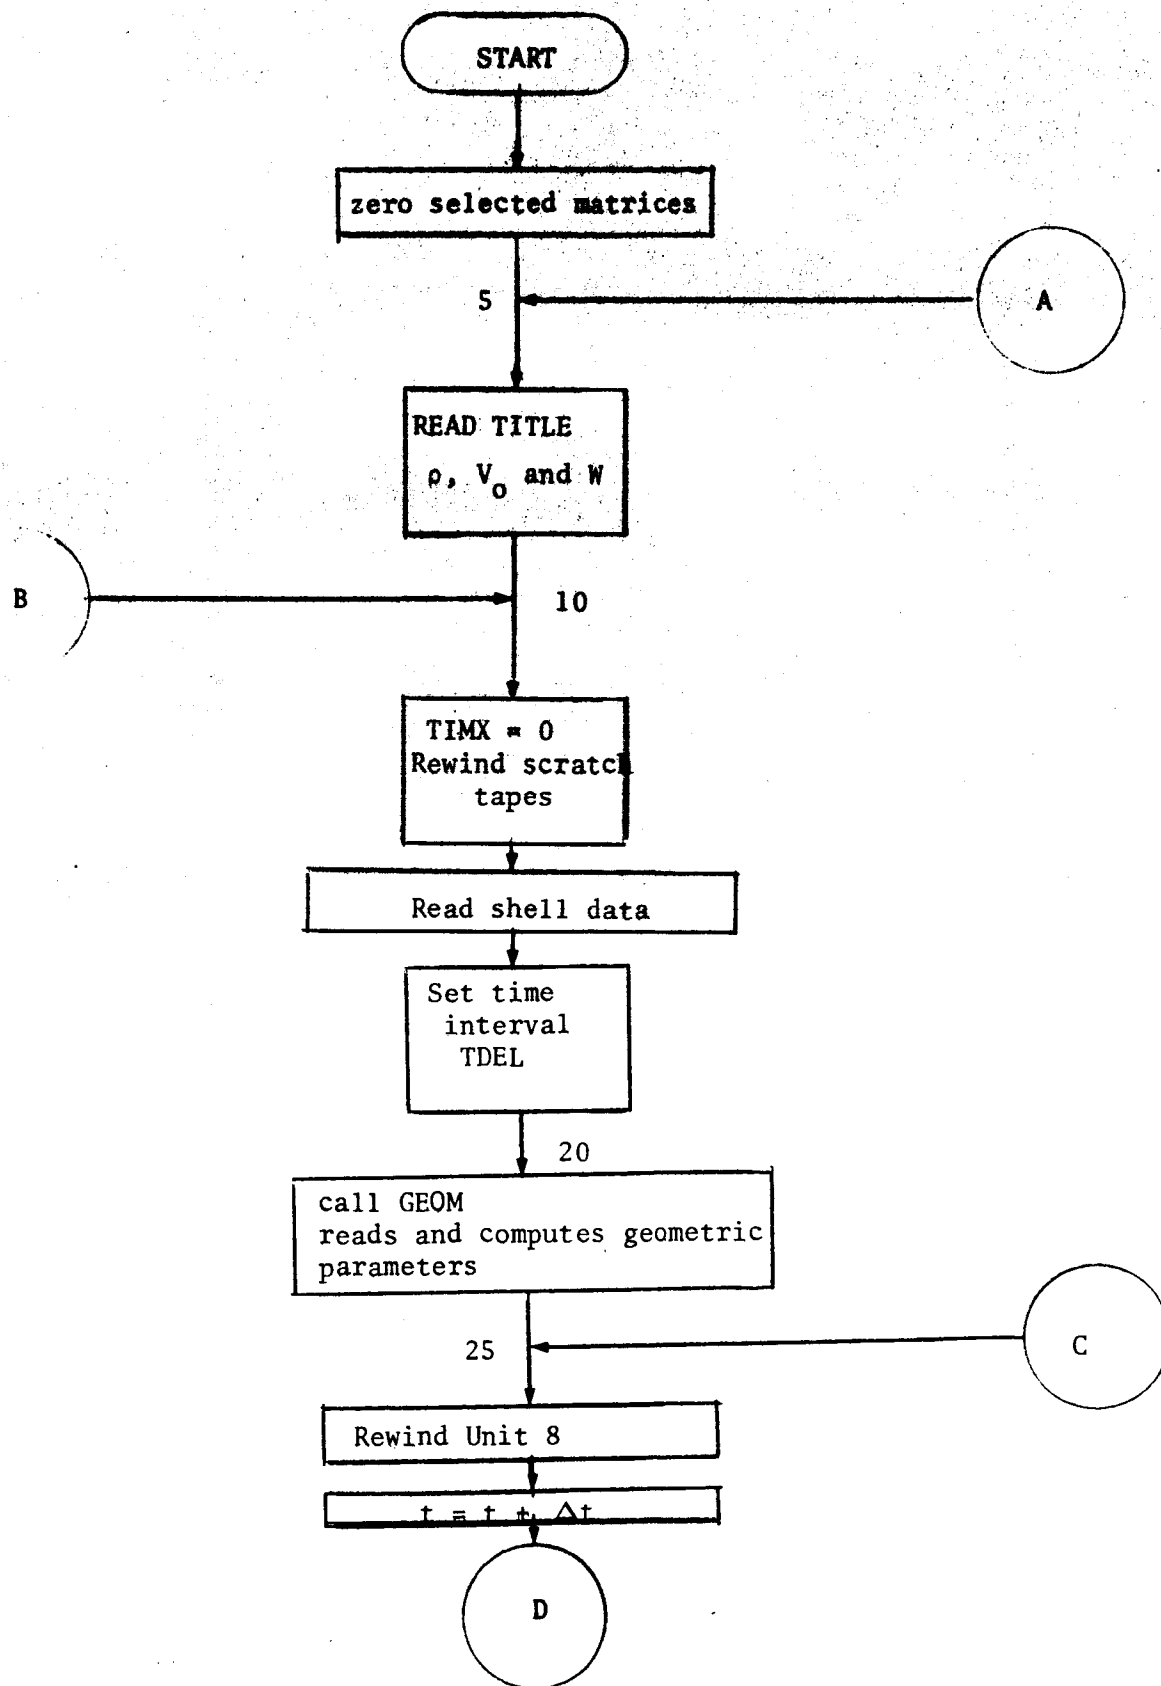 START
zero selected matrices
5
A
READ TITLE
ρ, V₀ and W
B
10
TIMX = 0
Rewind scratch
tapes
Read shell data
Set time
interval
TDEL
20
call GEOM
reads and computes geometric
parameters
25
C
Rewind Unit 8
t = t + Δt
D